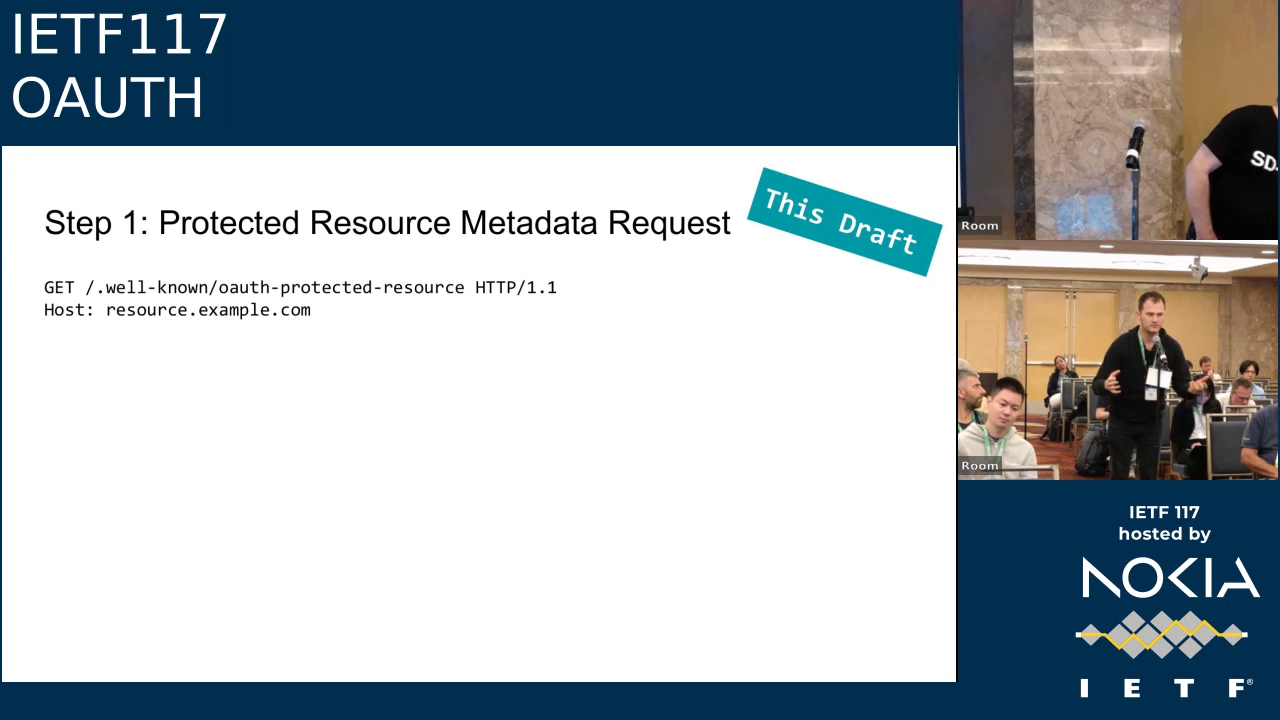 IETF117
OAUTH
This Draft
Step 1: Protected Resource Metadata Request
GET /.well-known/oauth-protected-resource HTTP/1.1
Host: resource.example.com
SD-
Room
Room
IETF 117
hosted by
NOKIA
I E T F®